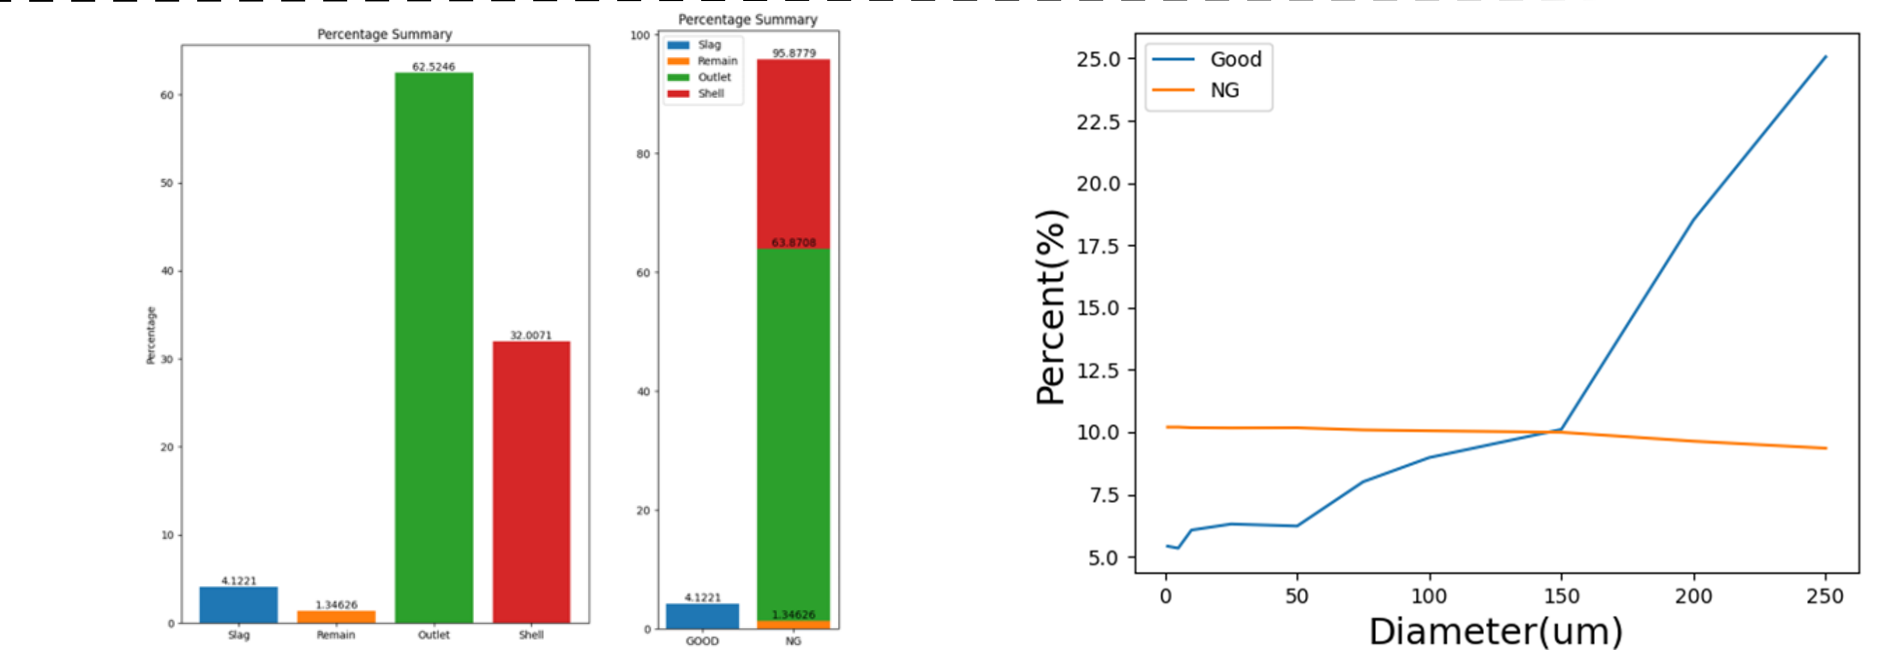 Percentage Summary
Percentage
60
50
40
30
20
10
0
62.5246
32.0071
4.1221
1.34626
Slag
Remain
Outlet
Shell
Percentage Summary
100
80
60
40
20
0
Slag
Remain
Outlet
Shell
95.8779
63.8708
4.1221
1.34626
GOOD
NG
Good
NG
Percent(%)
25.0
22.5
20.0
17.5
15.0
12.5
10.0
7.5
5.0
0
50
100
150
200
250
Diameter(um)